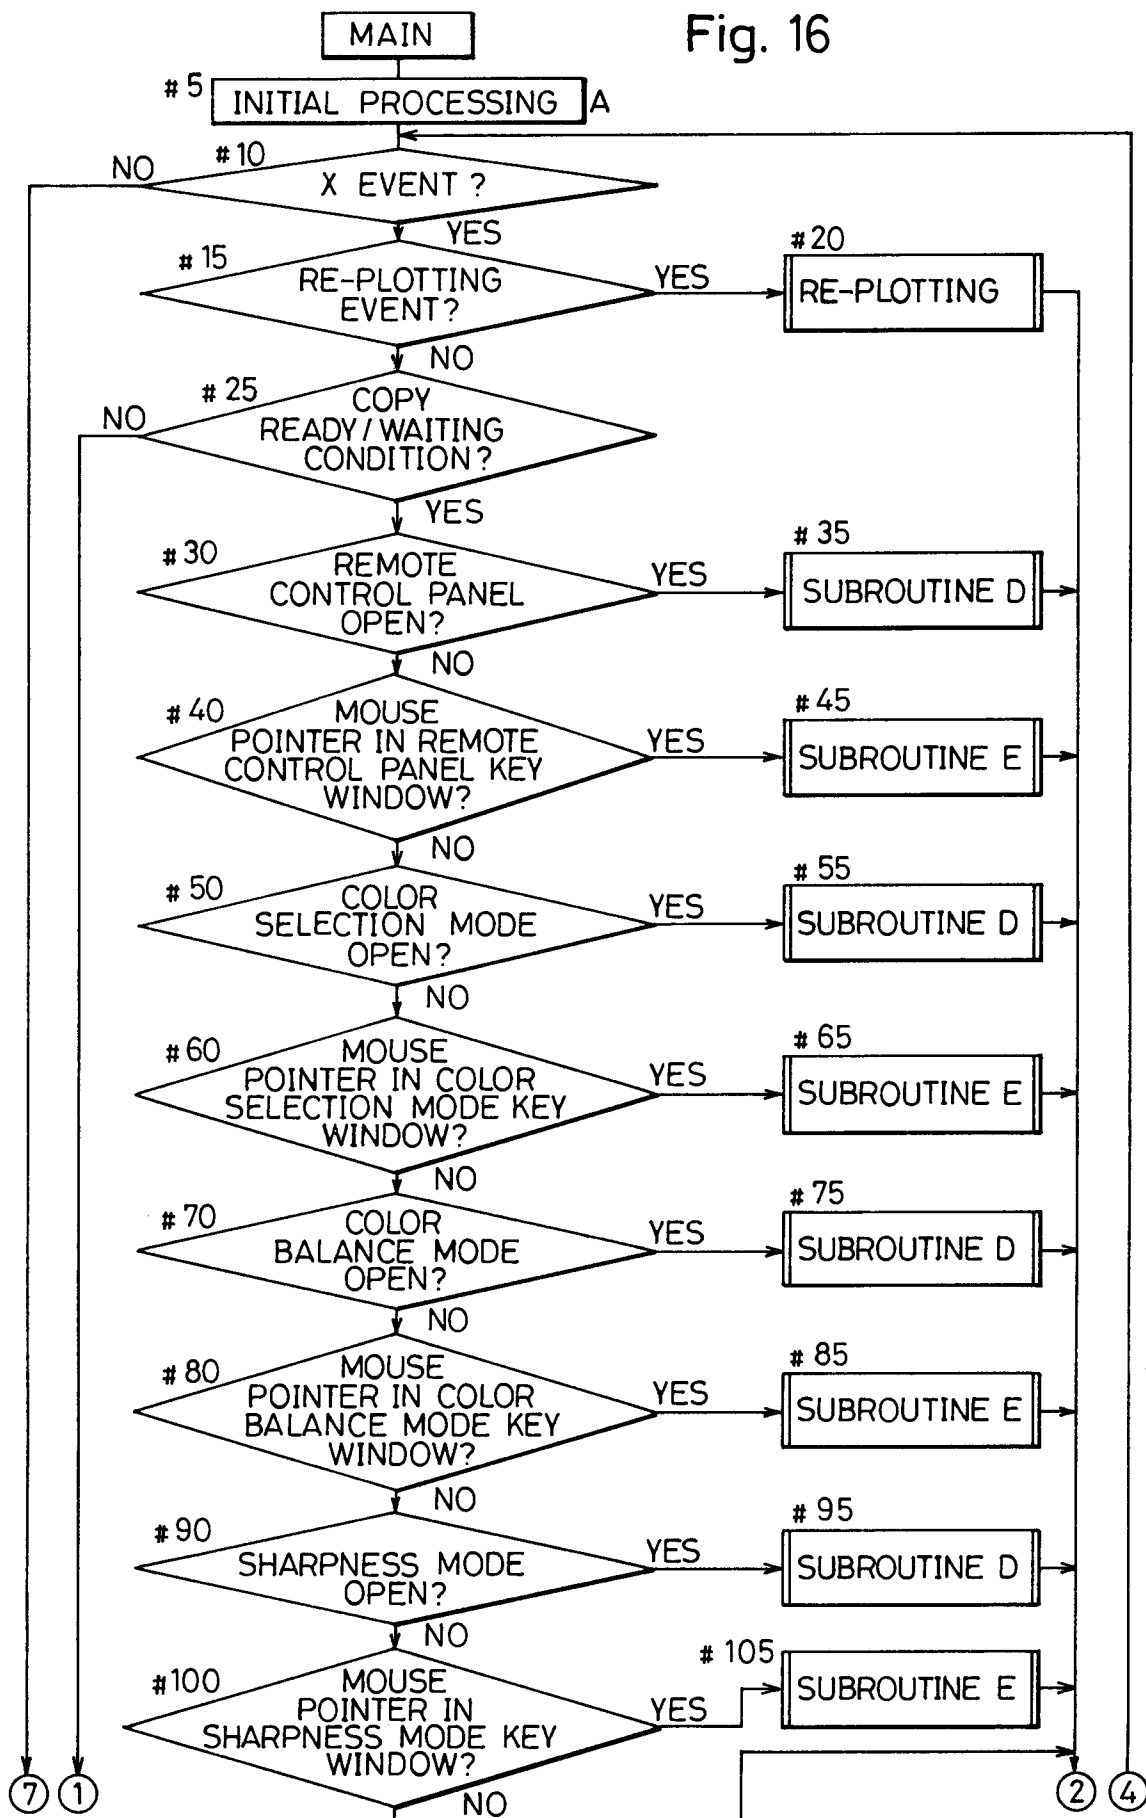 Fig. 16
MAIN
#5
INITIAL PROCESSING
A
#10
NO
X EVENT?
YES
#15
RE-PLOTTING
EVENT?
YES
#20
RE-PLOTTING
NO
#25
NO
COPY
READY/WAITING
CONDITION?
YES
#30
REMOTE
CONTROL PANEL
OPEN?
YES
#35
SUBROUTINE D
NO
#40
MOUSE
POINTER IN REMOTE
CONTROL PANEL KEY
WINDOW?
YES
#45
SUBROUTINE E
NO
#50
COLOR
SELECTION MODE
OPEN?
YES
#55
SUBROUTINE D
NO
#60
MOUSE
POINTER IN COLOR
SELECTION MODE KEY
WINDOW?
YES
#65
SUBROUTINE E
NO
#70
COLOR
BALANCE MODE
OPEN?
YES
#75
SUBROUTINE D
NO
#80
MOUSE
POINTER IN COLOR
BALANCE MODE KEY
WINDOW?
YES
#85
SUBROUTINE E
NO
#90
SHARPNESS MODE
OPEN?
YES
#95
SUBROUTINE D
NO
#100
MOUSE
POINTER IN
SHARPNESS MODE KEY
WINDOW?
YES
#105
SUBROUTINE E
NO
7
1
2
4